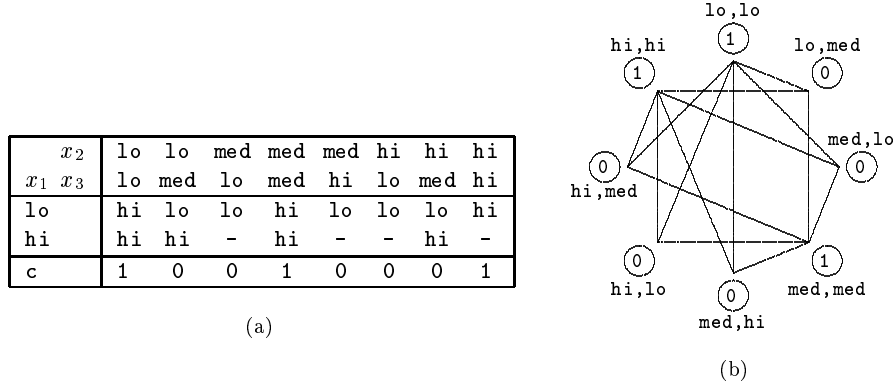 x2 lo lo med med med hi hi hi
x1 x3 lo med lo med hi lo med hi
lo hi lo lo hi lo lo lo hi
hi hi hi - hi - - hi -
c 1 0 0 1 0 0 0 1
(a)
lo,lo
1
hi,hi
1
lo,med
0
med,lo
0
0
hi,med
0
hi,lo
1
med,med
0
med,hi
(b)